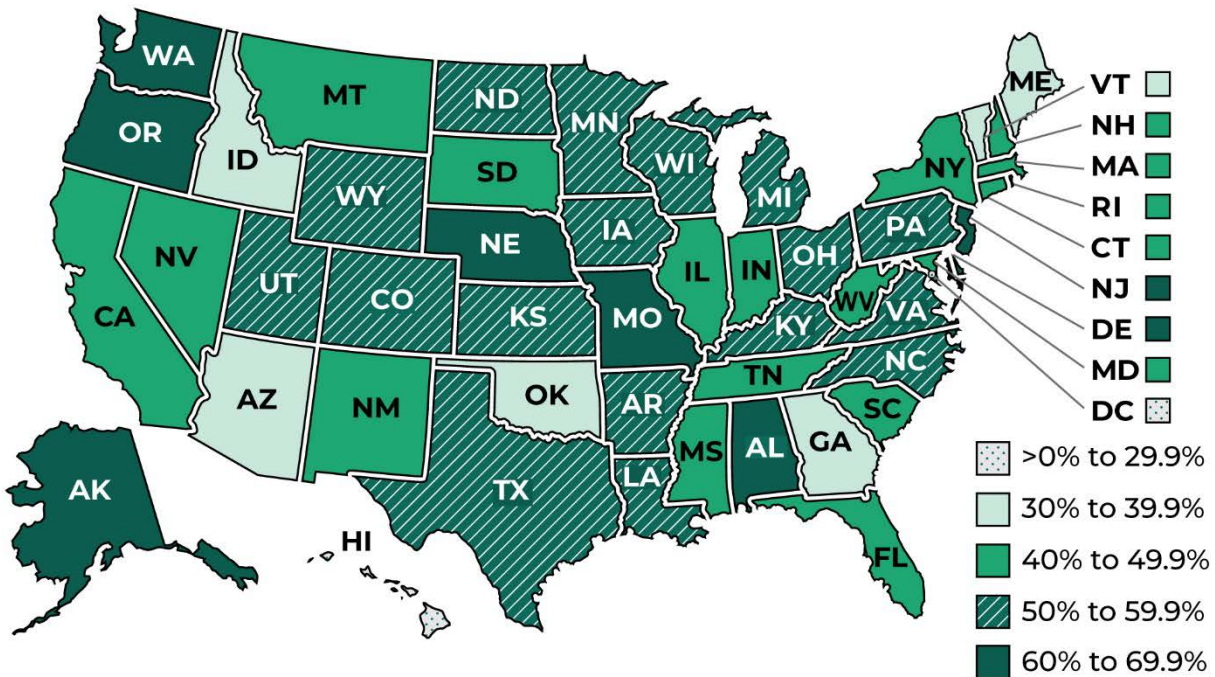 WA
MT
ND
MN
ME
VT
OR
ID
WY
SD
WI
MI
NY
NH
MA
RI
CT
NJ
DE
MD
DC
NV
UT
CO
NE
IA
IL
IN
OH
PA
CA
KS
MO
KY
WV
VA
AZ
NM
OK
AR
TN
NC
SC
AK
TX
LA
MS
AL
GA
HI
FL
>0% to 29.9%
30% to 39.9%
40% to 49.9%
50% to 59.9%
60% to 69.9%